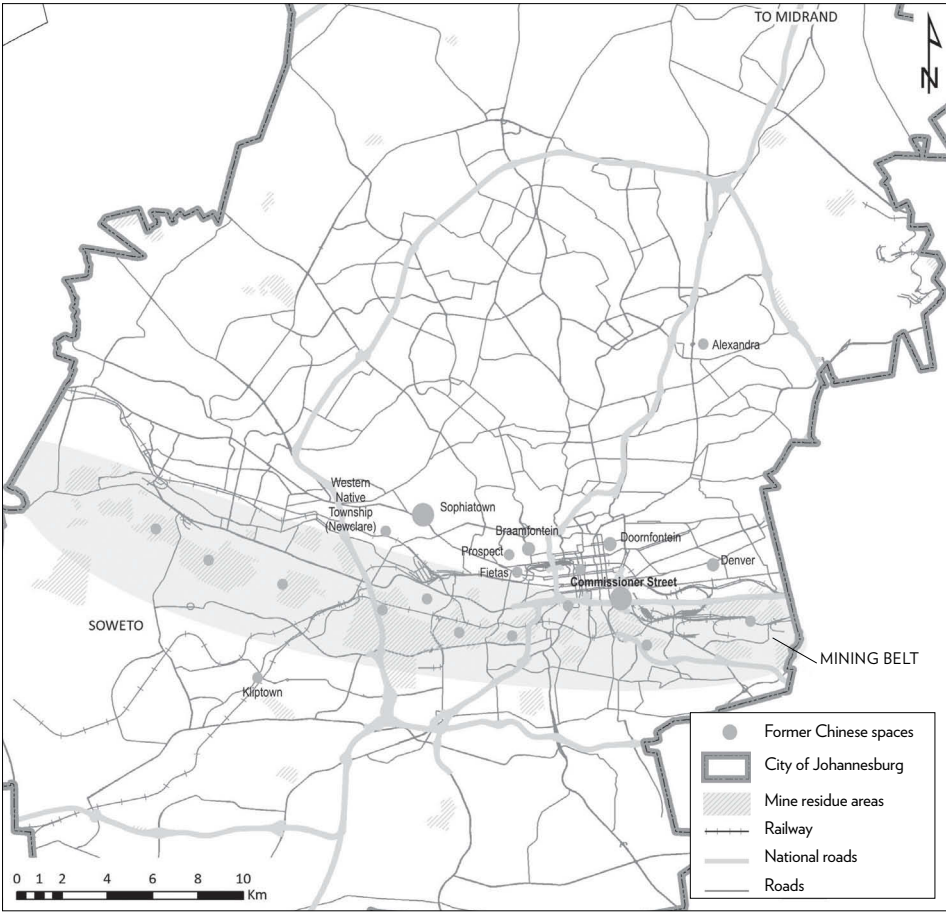 TO MIDRAND
N
Alexandra
Western
Native
Township
(Newclare)
Sophiatown
Braamfontein
Doornfontein
Prospect
Fietas
Denver
Commissioner Street
SOWETO
MINING BELT
Kliptown
Former Chinese spaces
City of Johannesburg
Mine residue areas
Railway
National roads
Roads
0 1 2 4 6 8 10
Km